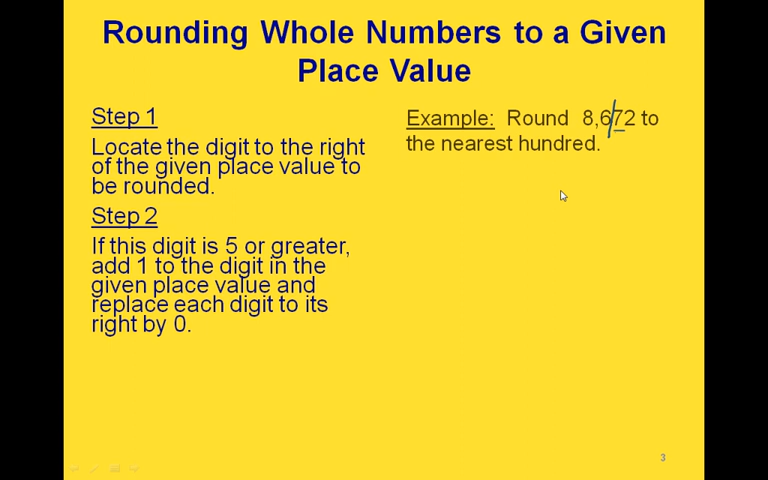 Rounding Whole Numbers to a Given
Place Value
Step 1
Locate the digit to the right
of the given place value to
be rounded.
Step 2
If this digit is 5 or greater,
add 1 to the digit in the
given place value and
replace each digit to its
right by 0.
Example: Round 8,672 to
the nearest hundred.
3